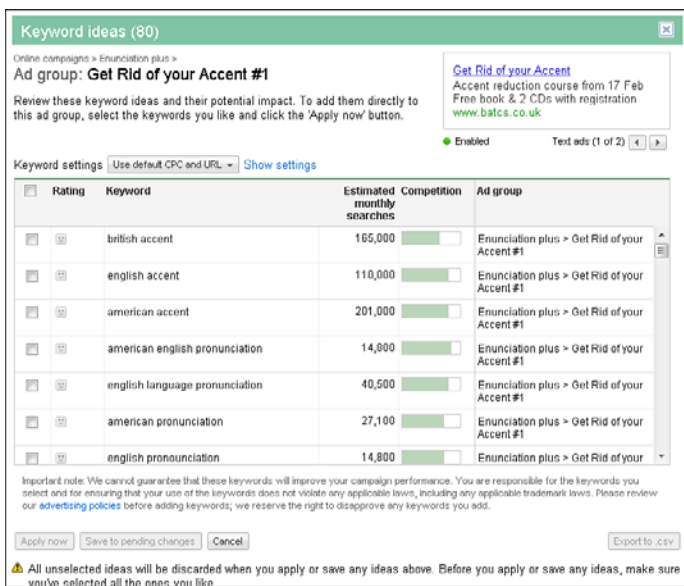 Keyword ideas (80)
Online campaigns > Enunciation plus >
Ad group: Get Rid of your Accent #1
Review these keyword ideas and their potential impact. To add them directly to
this ad group, select the keywords you like and click the 'Apply now' button.
Get Rid of your Accent
Accent reduction course from 17 Feb
Free book & 2 CDs with registration
www.batcs.co.uk
Enabled
Text ads (1 of 2)
Keyword settings Use default CPC and URL Show settings
Rating Keyword Estimated monthly searches Competition Ad group
british accent 165,000 Enunciation plus > Get Rid of your
Accent #1
english accent 110,000 Enunciation plus > Get Rid of your
Accent #1
american accent 201,000 Enunciation plus > Get Rid of your
Accent #1
american english pronunciation 14,800 Enunciation plus > Get Rid of your
Accent #1
english language pronunciation 40,500 Enunciation plus > Get Rid of your
Accent #1
american pronunciation 27,100 Enunciation plus > Get Rid of your
Accent #1
english pronounciation 14,800 Enunciation plus > Get Rid of your
Important note: We cannot guarantee that these keywords will improve your campaign performance. You are responsible for the keywords you
select and for ensuring that your use of the keywords does not violate any applicable laws, including any applicable trademark laws. Please review
our advertising policies before adding keywords; we reserve the right to disapprove any keywords you add.
Apply now Save to pending changes Cancel Export to .csv
All unselected ideas will be discarded when you apply or save any ideas above. Before you apply or save any ideas, make sure
you've selected all the ones you like